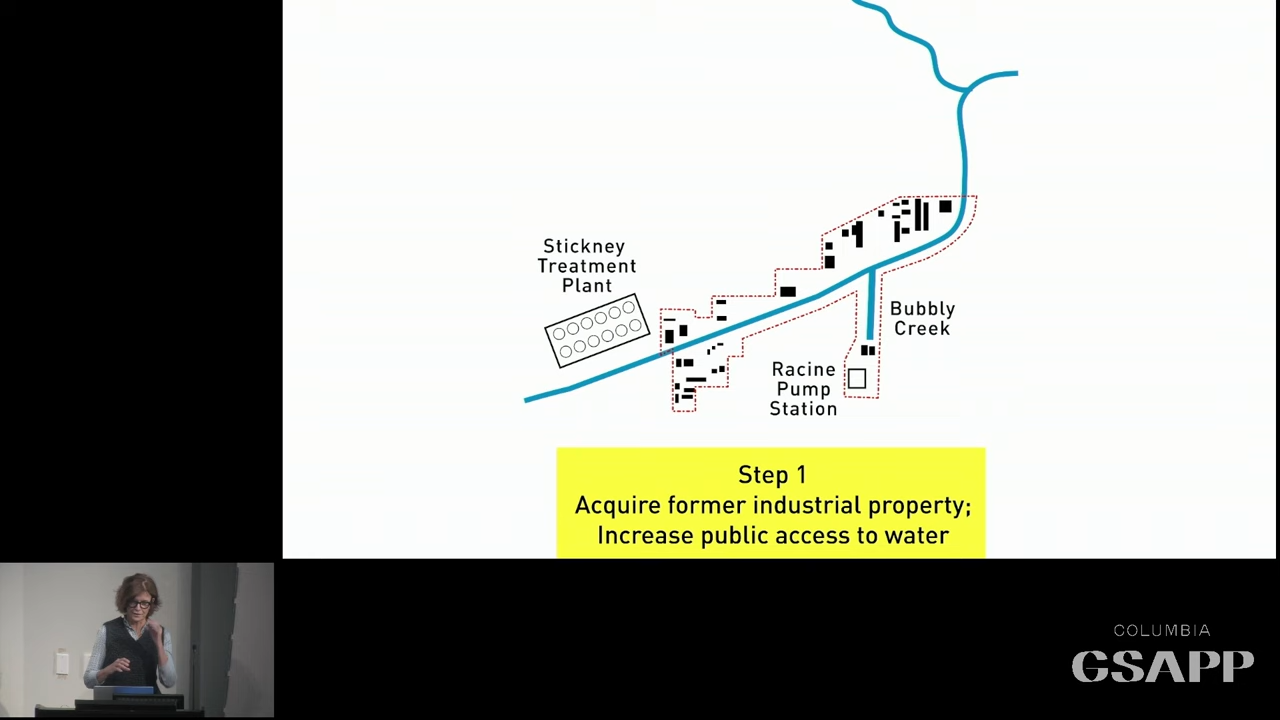 Stickney
Treatment
Plant
Bubbly
Creek
Racine
Pump
Station
Step 1
Acquire former industrial property;
Increase public access to water
COLUMBIA
GSAPP